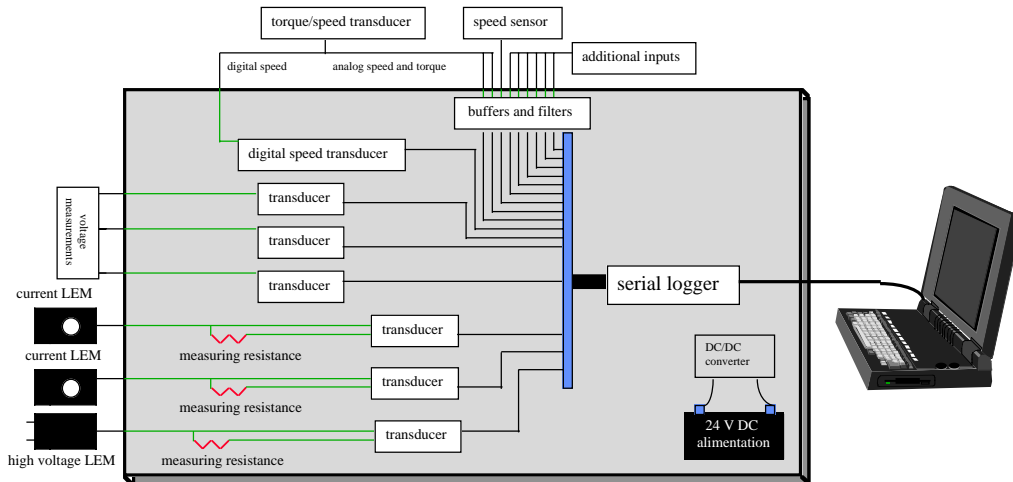 torque/speed transducer
speed sensor
additional inputs
digital speed
analog speed and torque
buffers and filters
digital speed transducer
voltage
measurements
transducer
transducer
transducer
current LEM
serial logger
transducer
measuring resistance
current LEM
DC/DC
converter
transducer
measuring resistance
24 V DC
alimentation
transducer
high voltage LEM
measuring resistance